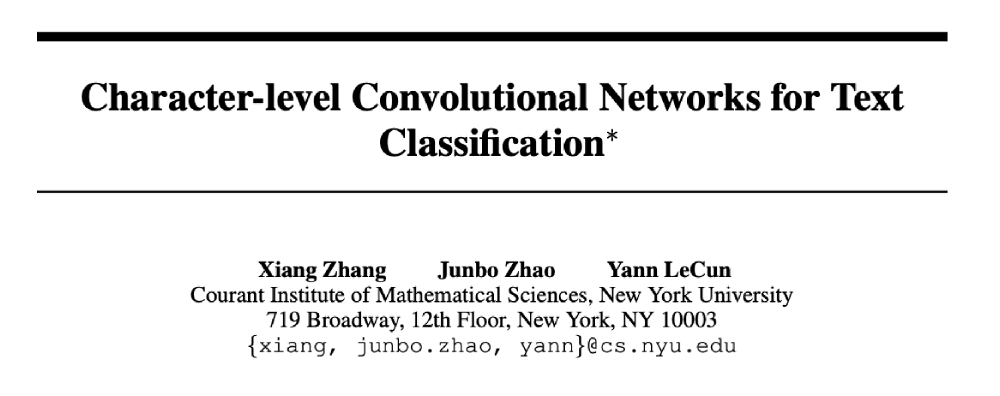 Character-level Convolutional Networks for Text
Classification*
Xiang Zhang Junbo Zhao Yann LeCun
Courant Institute of Mathematical Sciences, New York University
719 Broadway, 12th Floor, New York, NY 10003
{xiang, junbo.zhao, yann}@cs.nyu.edu